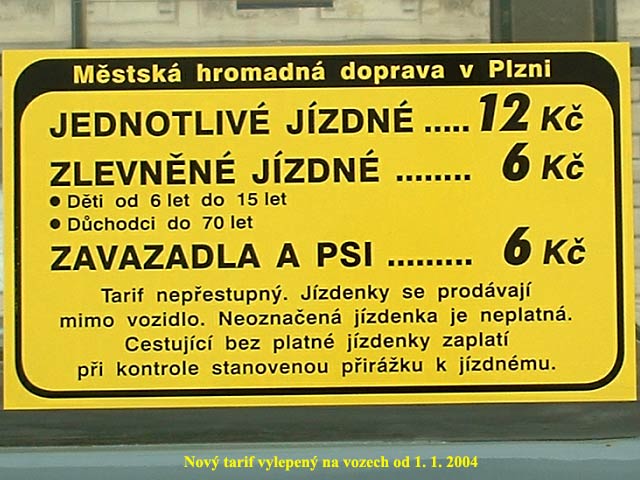 Městská hromadná doprava v Plzni
JEDNOTLIVÉ JÍZDNÉ ..... 12 Kč
ZLEVNĚNÉ JÍZDNÉ ........ 6 Kč
• Děti od 6 let do 15 let
• Důchodci do 70 let
ZAVAZADLA A PSI ......... 6 Kč
Tarif nepřestupný. Jízdenky se prodávají
mimo vozidlo. Neoznačená jízdenka je neplatná.
Cestující bez platné jízdenky zaplatí
při kontrole stanovenou přirážku k jízdnému.
Nový tarif vylepený na vozech od 1. 1. 2004